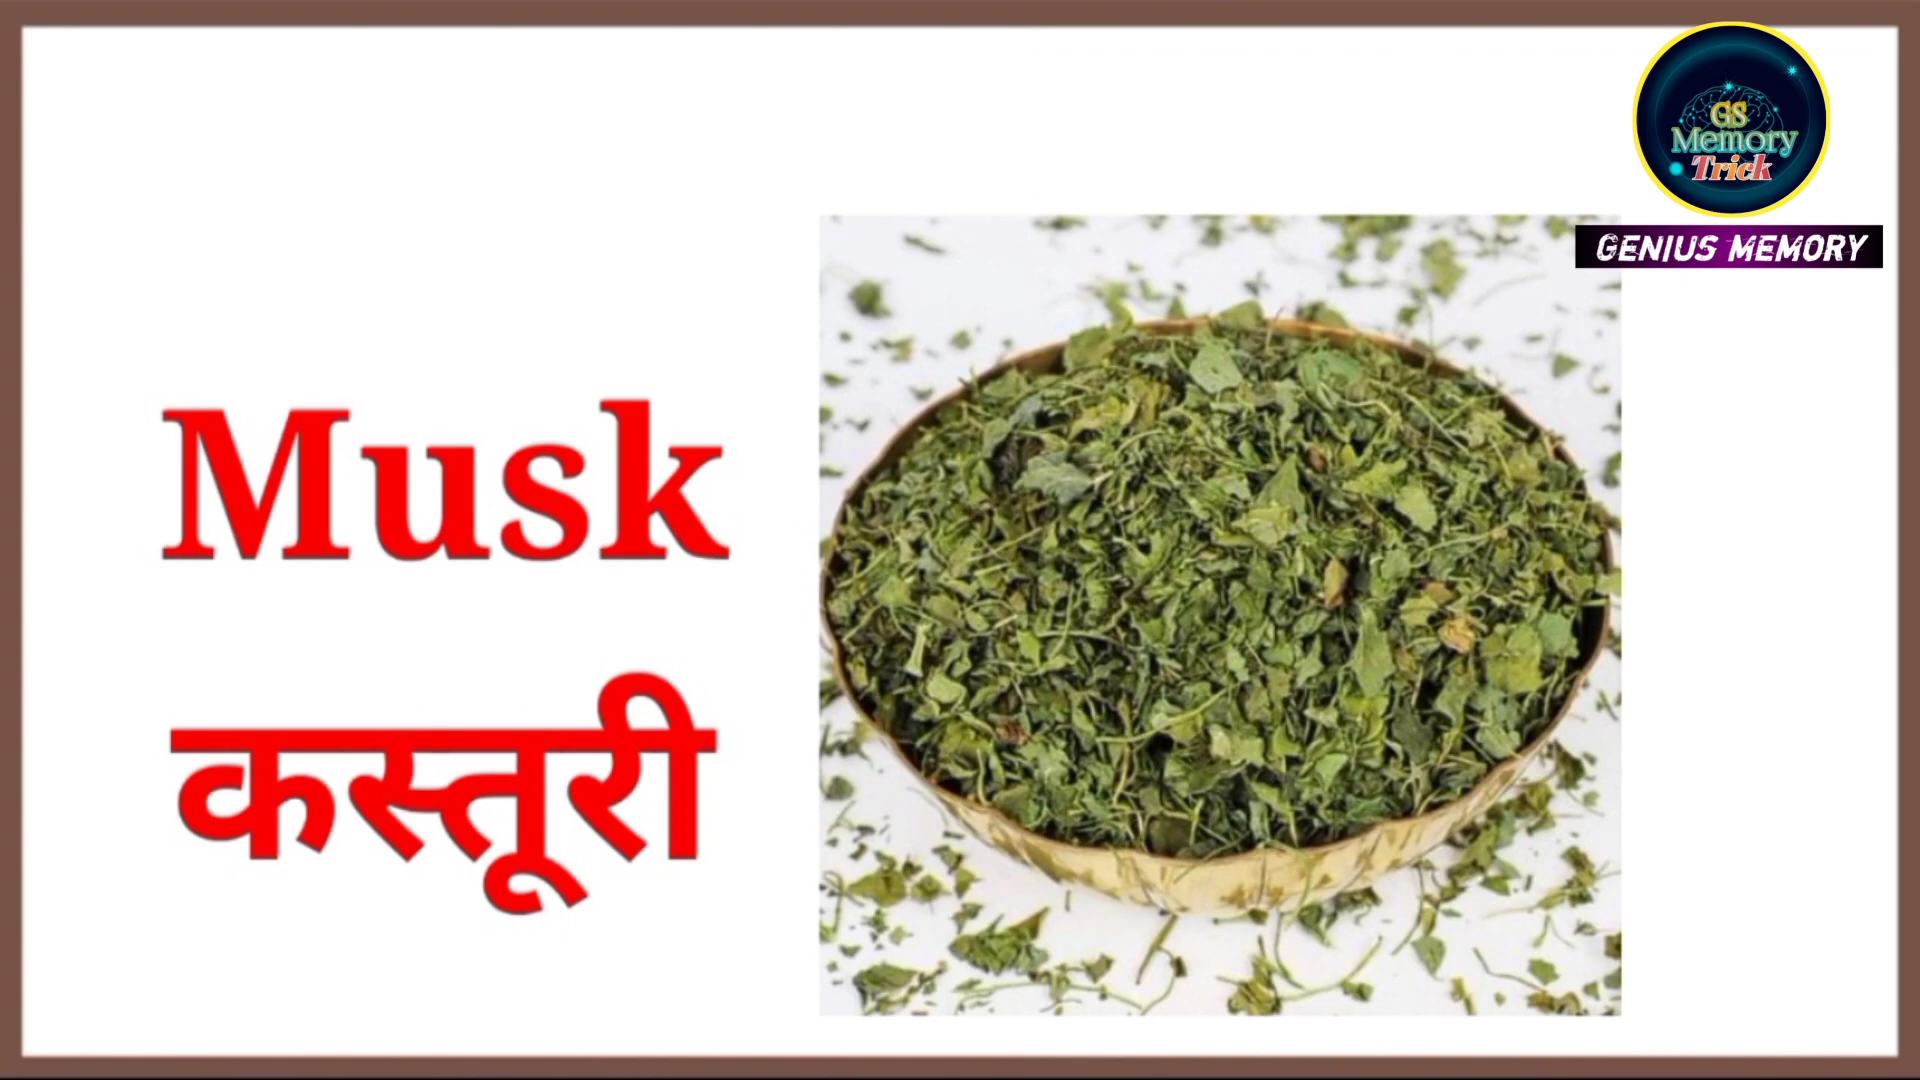 GS
Memory
Trick
GENIUS MEMORY
Musk
कस्तूरी